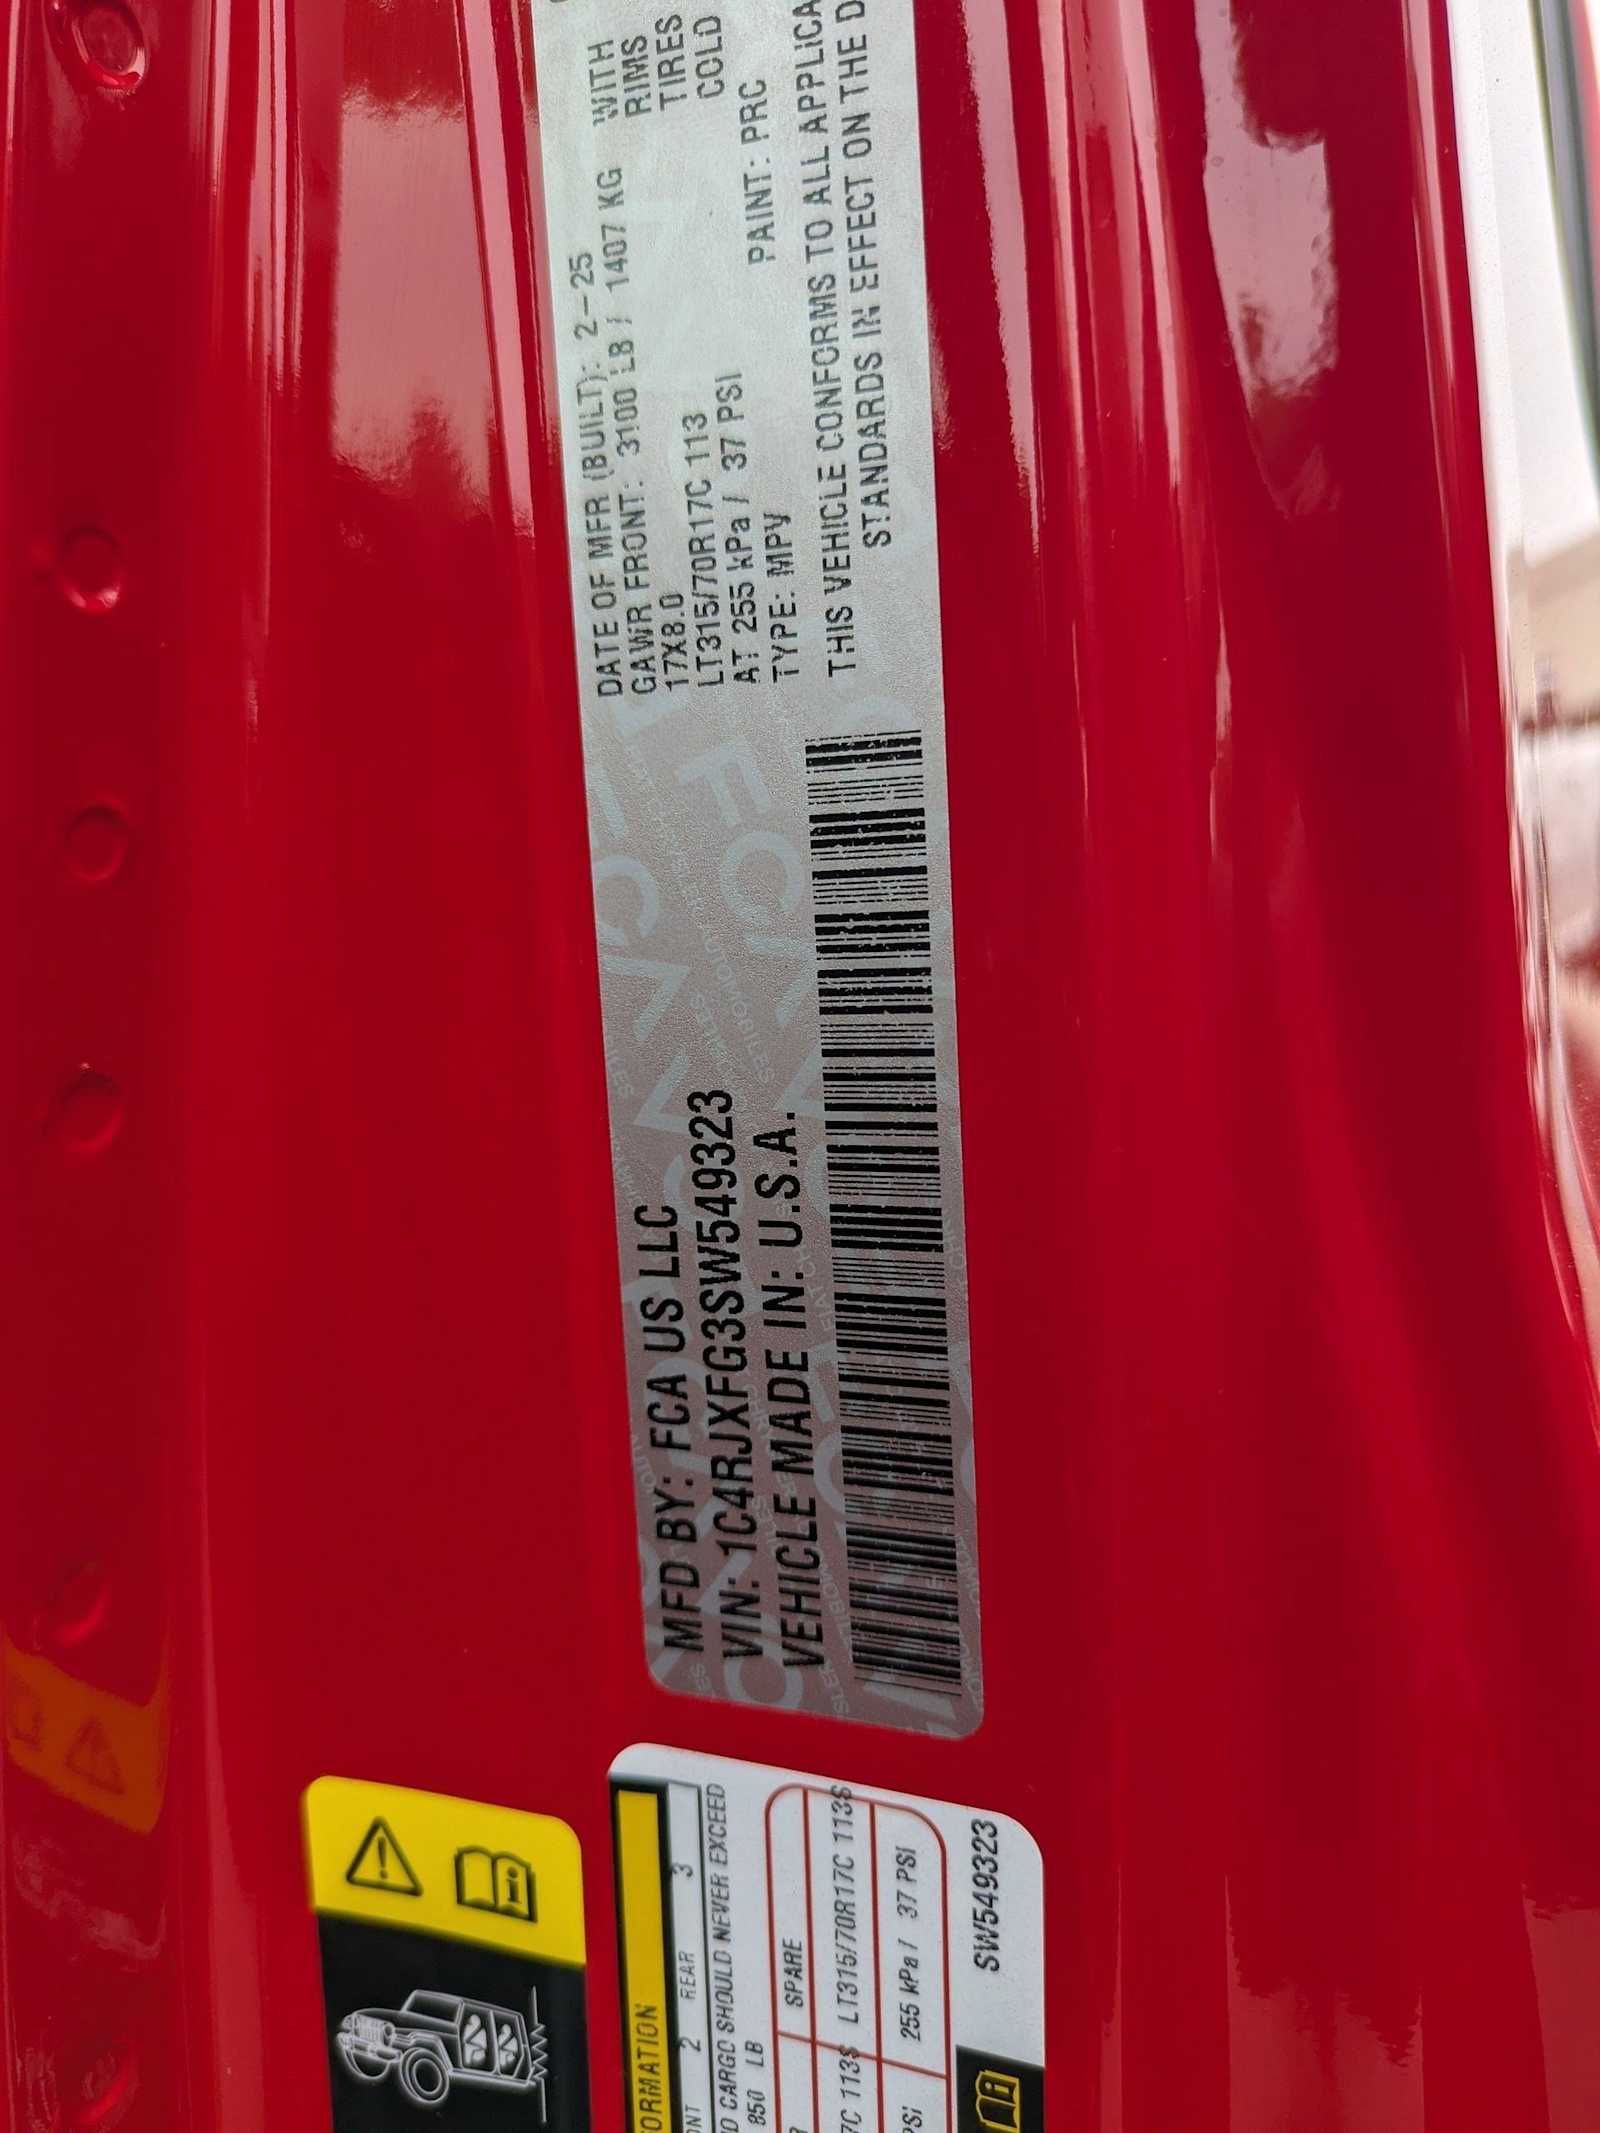 MFD BY: FCA US LLC
VIN: 1C4RJXFG3SW549323
VEHICLE MADE IN: U.S.A.
DATE OF MFR (BUILT): 2-25
GAWR FRONT: 3100 LB / 1407 KG WITH
17X8.0 RIMS
LT315/70R17C 113 TIRES
AT 255 kPa / 37 PSI COLD
TYPE: MPV PAINT: PRC
THIS VEHICLE CONFORMS TO ALL APPLICA
STANDARDS IN EFFECT ON THE D
ORMATION
ONT 2 REAR 3
D CARGO SHOULD NEVER EXCEED
850 LB
R SPARE
7C 113S LT315/70R17C 113S
PSI 255 kPa / 37 PSI
SW549323